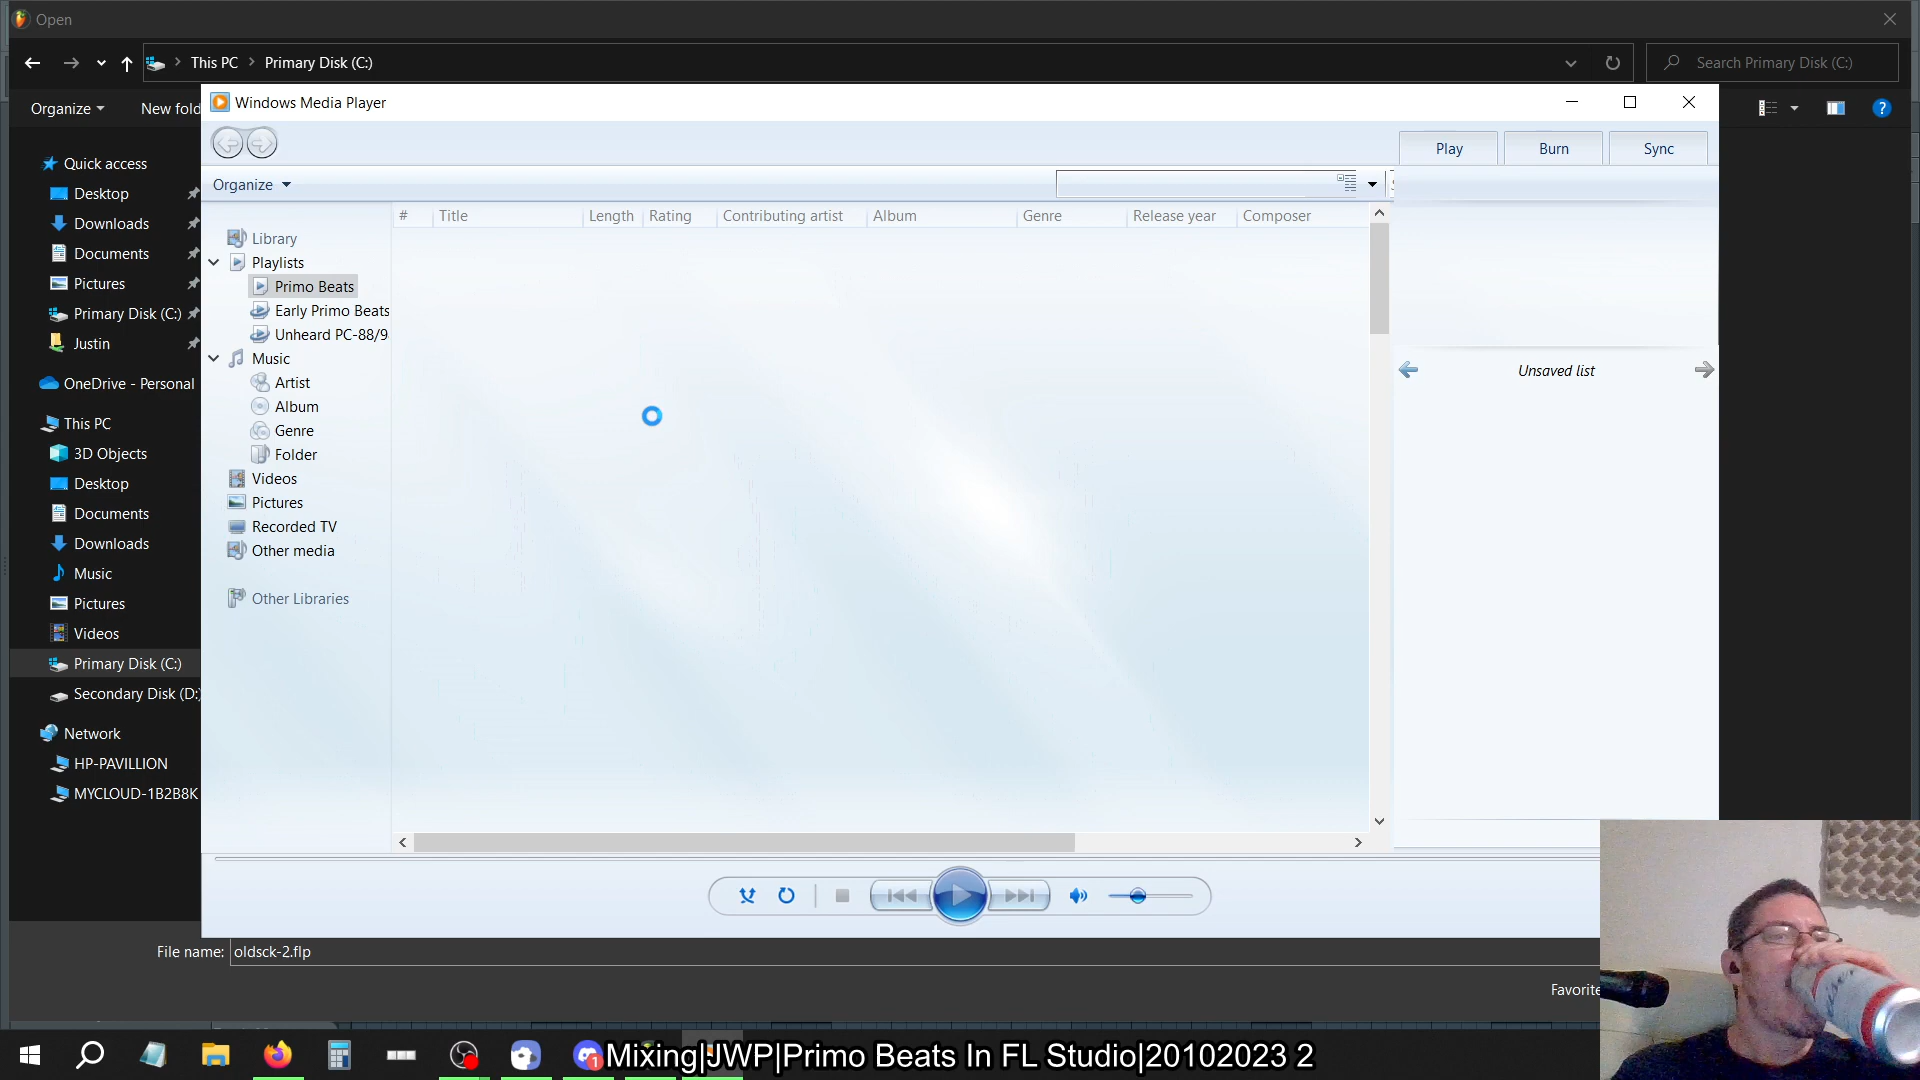 Open
This PC
Primary Disk (C:)
Search Primary Disk (C:)
Organize
New fold
Windows Media Player
Play
Burn
Sync
Organize
#
Title
Length
Rating
Contributing artist
Album
Genre
Release year
Composer
Library
Playlists
Primo Beats
Early Primo Beats
Unheard PC-88/9
Music
Artist
Album
Genre
Folder
Videos
Pictures
Recorded TV
Other media
Other Libraries
Unsaved list
Quick access
Desktop
Downloads
Documents
Pictures
Primary Disk (C:)
Justin
OneDrive - Personal
This PC
3D Objects
Desktop
Documents
Downloads
Music
Pictures
Videos
Primary Disk (C:)
Secondary Disk (D:)
Network
HP-PAVILLION
MYCLOUD-1B2B8K
File name:
oldsck-2.flp
Favorite
1
Mixing|JWP|Primo Beats In FL Studio|20102023 2